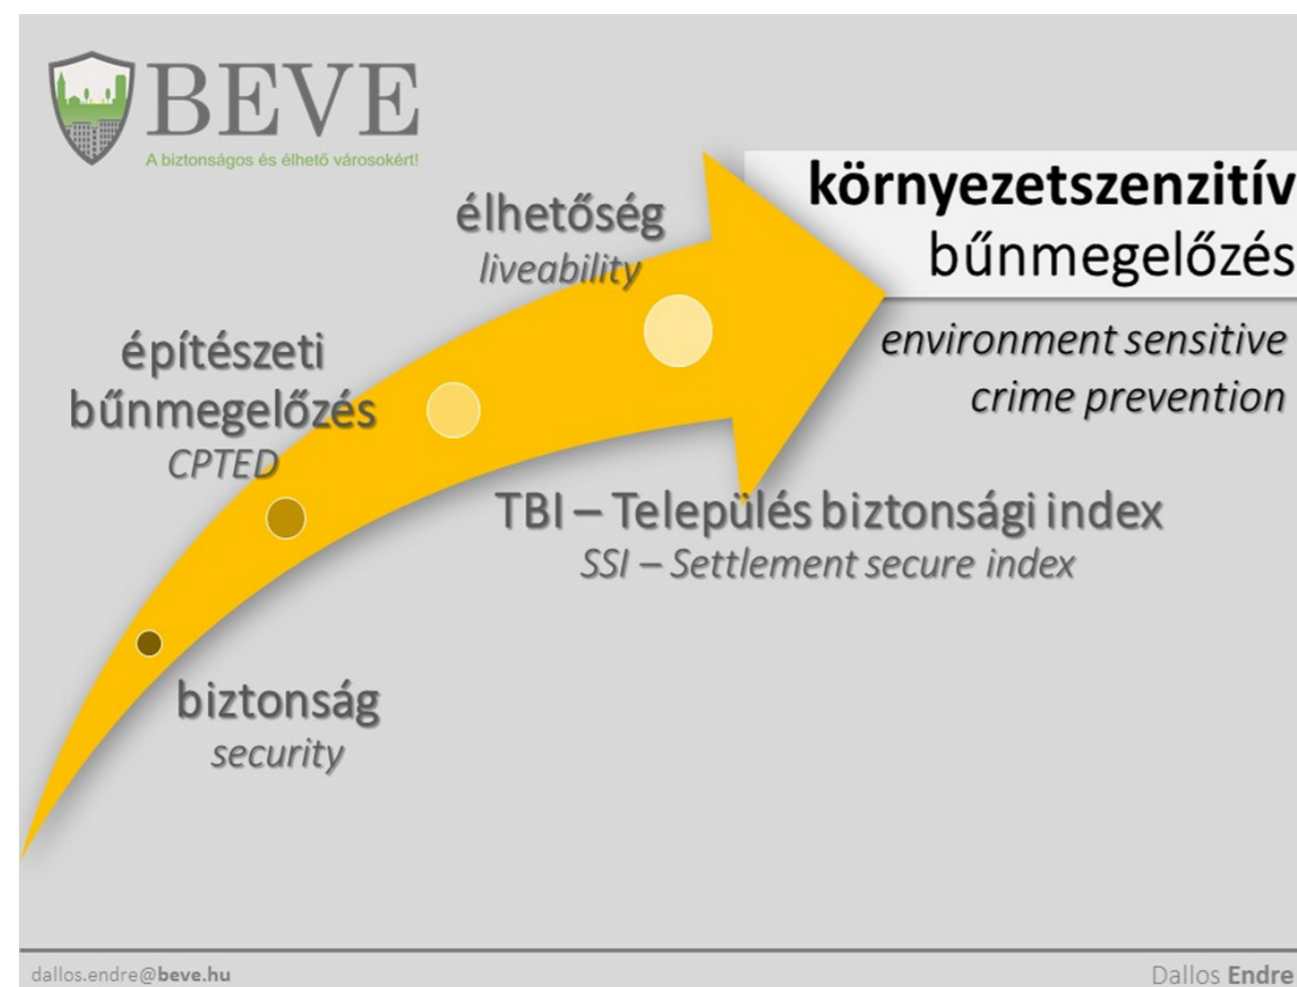 BEVE
A biztonságos és élhető városokért!
környezetszenzitív
bűnmegelőzés
environment sensitive
crime prevention
élhetőség
liveability
építészeti
bűnmegelőzés
CPTED
TBI – Település biztonsági index
SSI – Settlement secure index
biztonság
security
dallos.endre@beve.hu
Dallos Endre